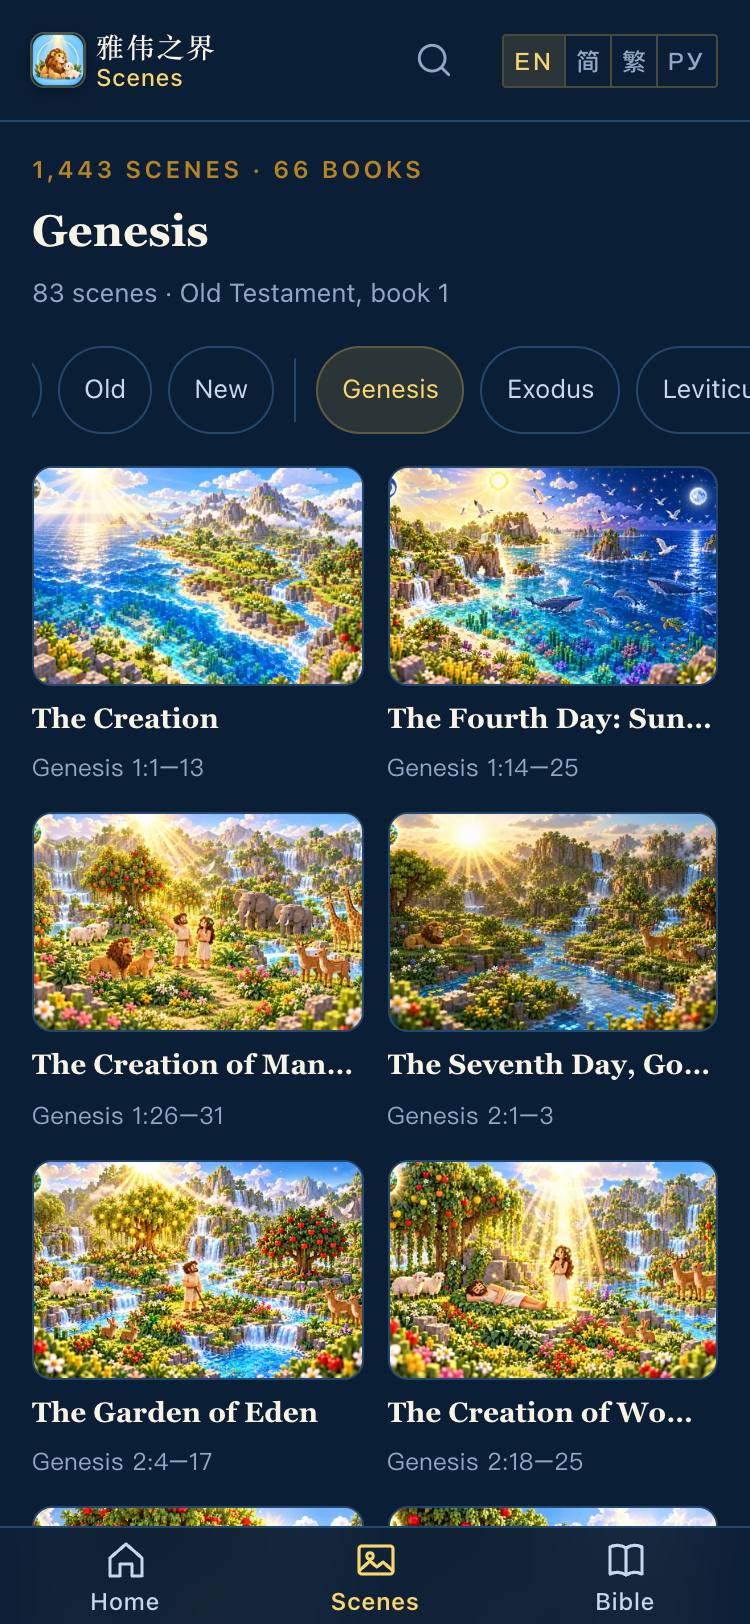 雅伟之界
Scenes
EN 简 繁 РУ
1,443 SCENES · 66 BOOKS
Genesis
83 scenes · Old Testament, book 1
Old New Genesis Exodus Levitic
The Creation
Genesis 1:1–13
The Fourth Day: Sun...
Genesis 1:14–25
The Creation of Man...
Genesis 1:26–31
The Seventh Day, Go...
Genesis 2:1–3
The Garden of Eden
Genesis 2:4–17
The Creation of Wo...
Genesis 2:18–25
Home Scenes Bible